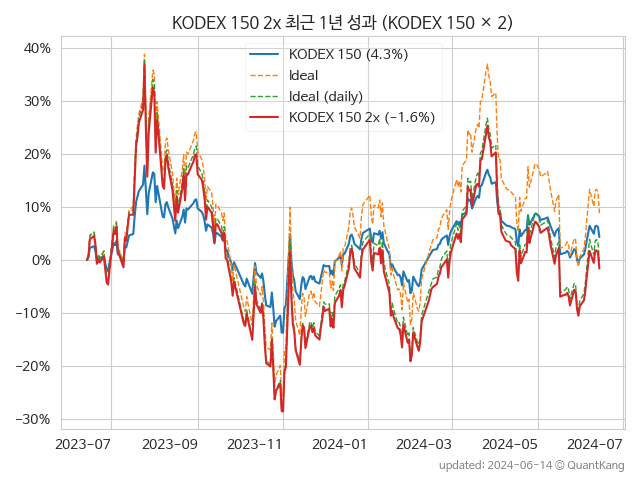 KODEX 150 2x 최근 1년 성과 (KODEX 150 × 2)
40%
30%
20%
10%
0%
−10%
−20%
−30%
KODEX 150 (4.3%)
Ideal
Ideal (daily)
KODEX 150 2x (−1.6%)
2023−07
2023−09
2023−11
2024−01
2024−03
2024−05
2024−07
updated: 2024-06-14 © QuantKang